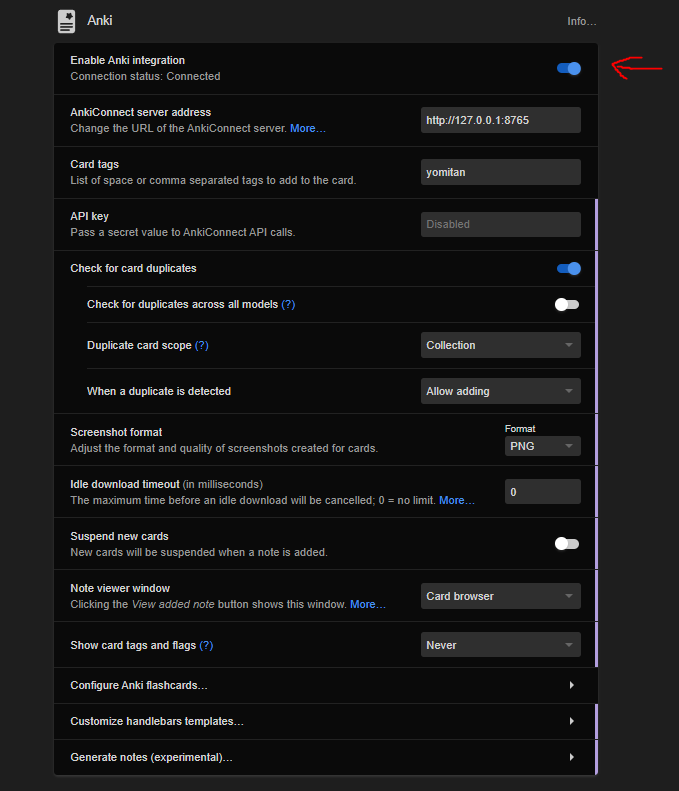 Anki
Info…
Enable Anki integration
Connection status: Connected
AnkiConnect server address
Change the URL of the AnkiConnect server. More…
http://127.0.0.1:8765
Card tags
List of space or comma separated tags to add to the card.
yomitan
API key
Pass a secret value to AnkiConnect API calls.
Disabled
Check for card duplicates
Check for duplicates across all models (?)
Duplicate card scope (?)
Collection
When a duplicate is detected
Allow adding
Screenshot format
Adjust the format and quality of screenshots created for cards.
Format
PNG
Idle download timeout (in milliseconds)
The maximum time before an idle download will be cancelled; 0 = no limit. More…
0
Suspend new cards
New cards will be suspended when a note is added.
Note viewer window
Clicking the View added note button shows this window. More…
Card browser
Show card tags and flags (?)
Never
Configure Anki flashcards…
Customize handlebars templates…
Generate notes (experimental)…